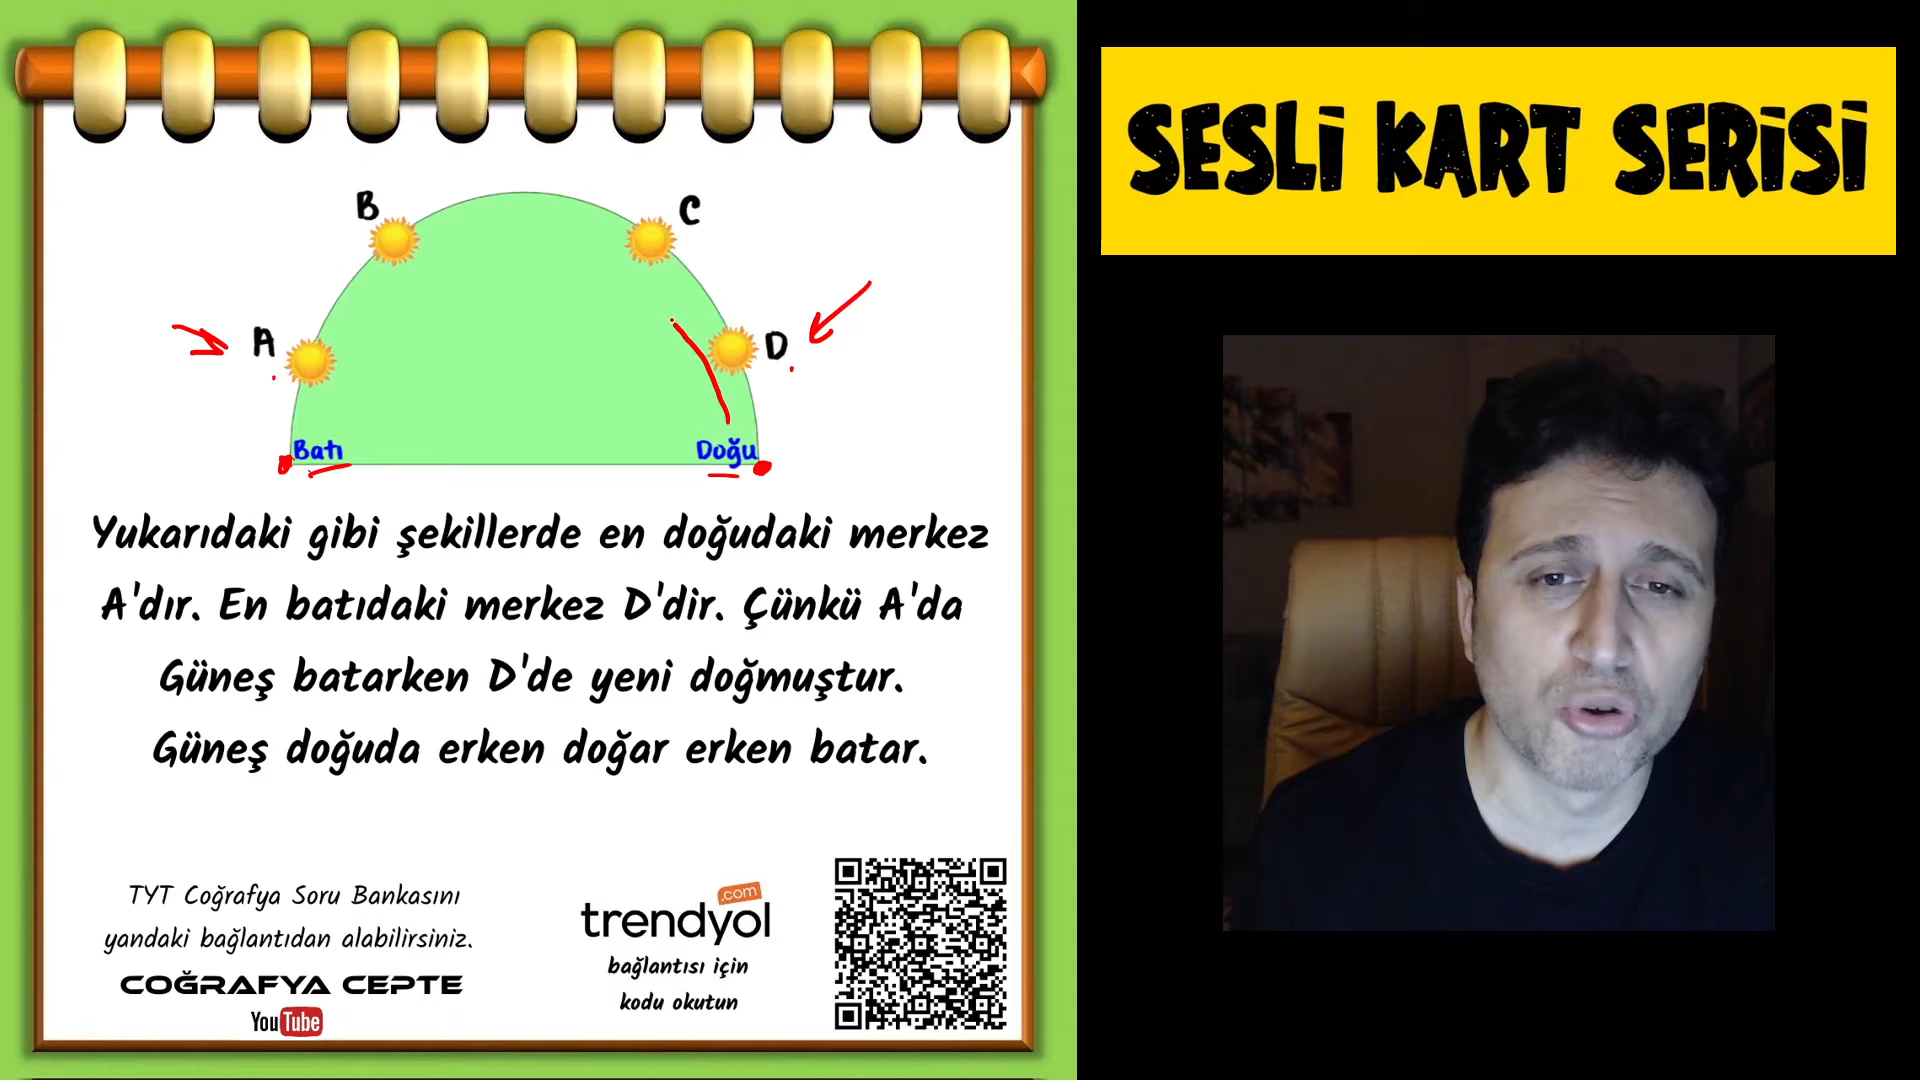 SESLİ KART SERİSİ
B
C
A
D
Batı
Doğu
Yukarıdaki gibi şekillerde en doğudaki merkez
A'dır. En batıdaki merkez D'dir. Çünkü A'da
Güneş batarken D'de yeni doğmuştur.
Güneş doğuda erken doğar erken batar.
TYT Coğrafya Soru Bankasını
yandaki bağlantıdan alabilirsiniz.
COĞRAFYA CEPTE
YouTube
.com
trendyol
bağlantısı için
kodu okutun